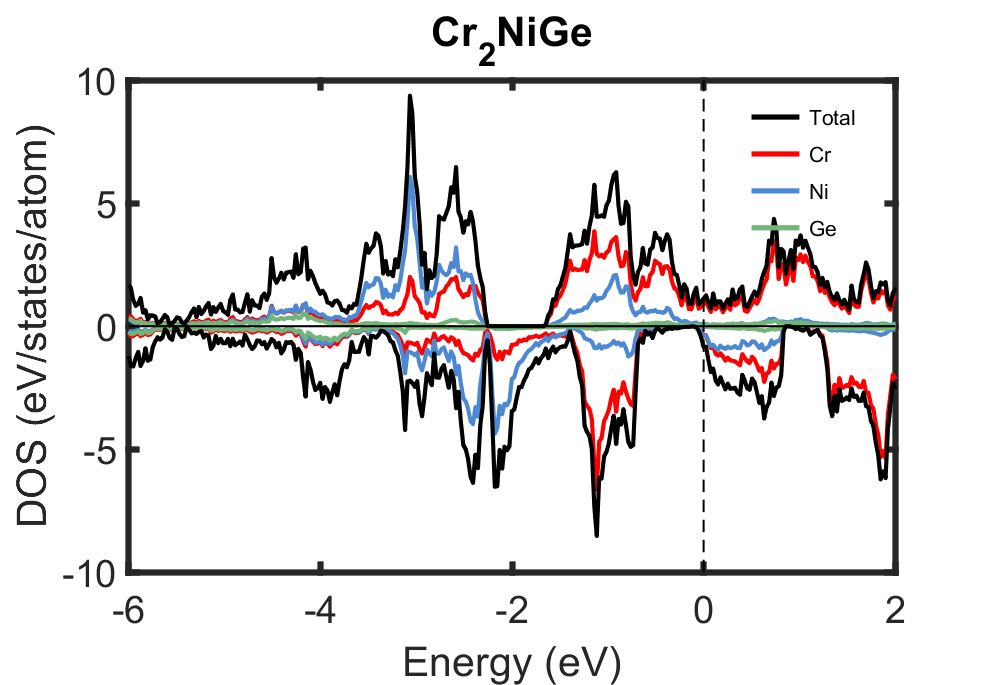 Cr₂NiGe
DOS (eV/states/atom)
10
5
0
-5
-10
Total
Cr
Ni
Ge
-6 -4 -2 0 2
Energy (eV)